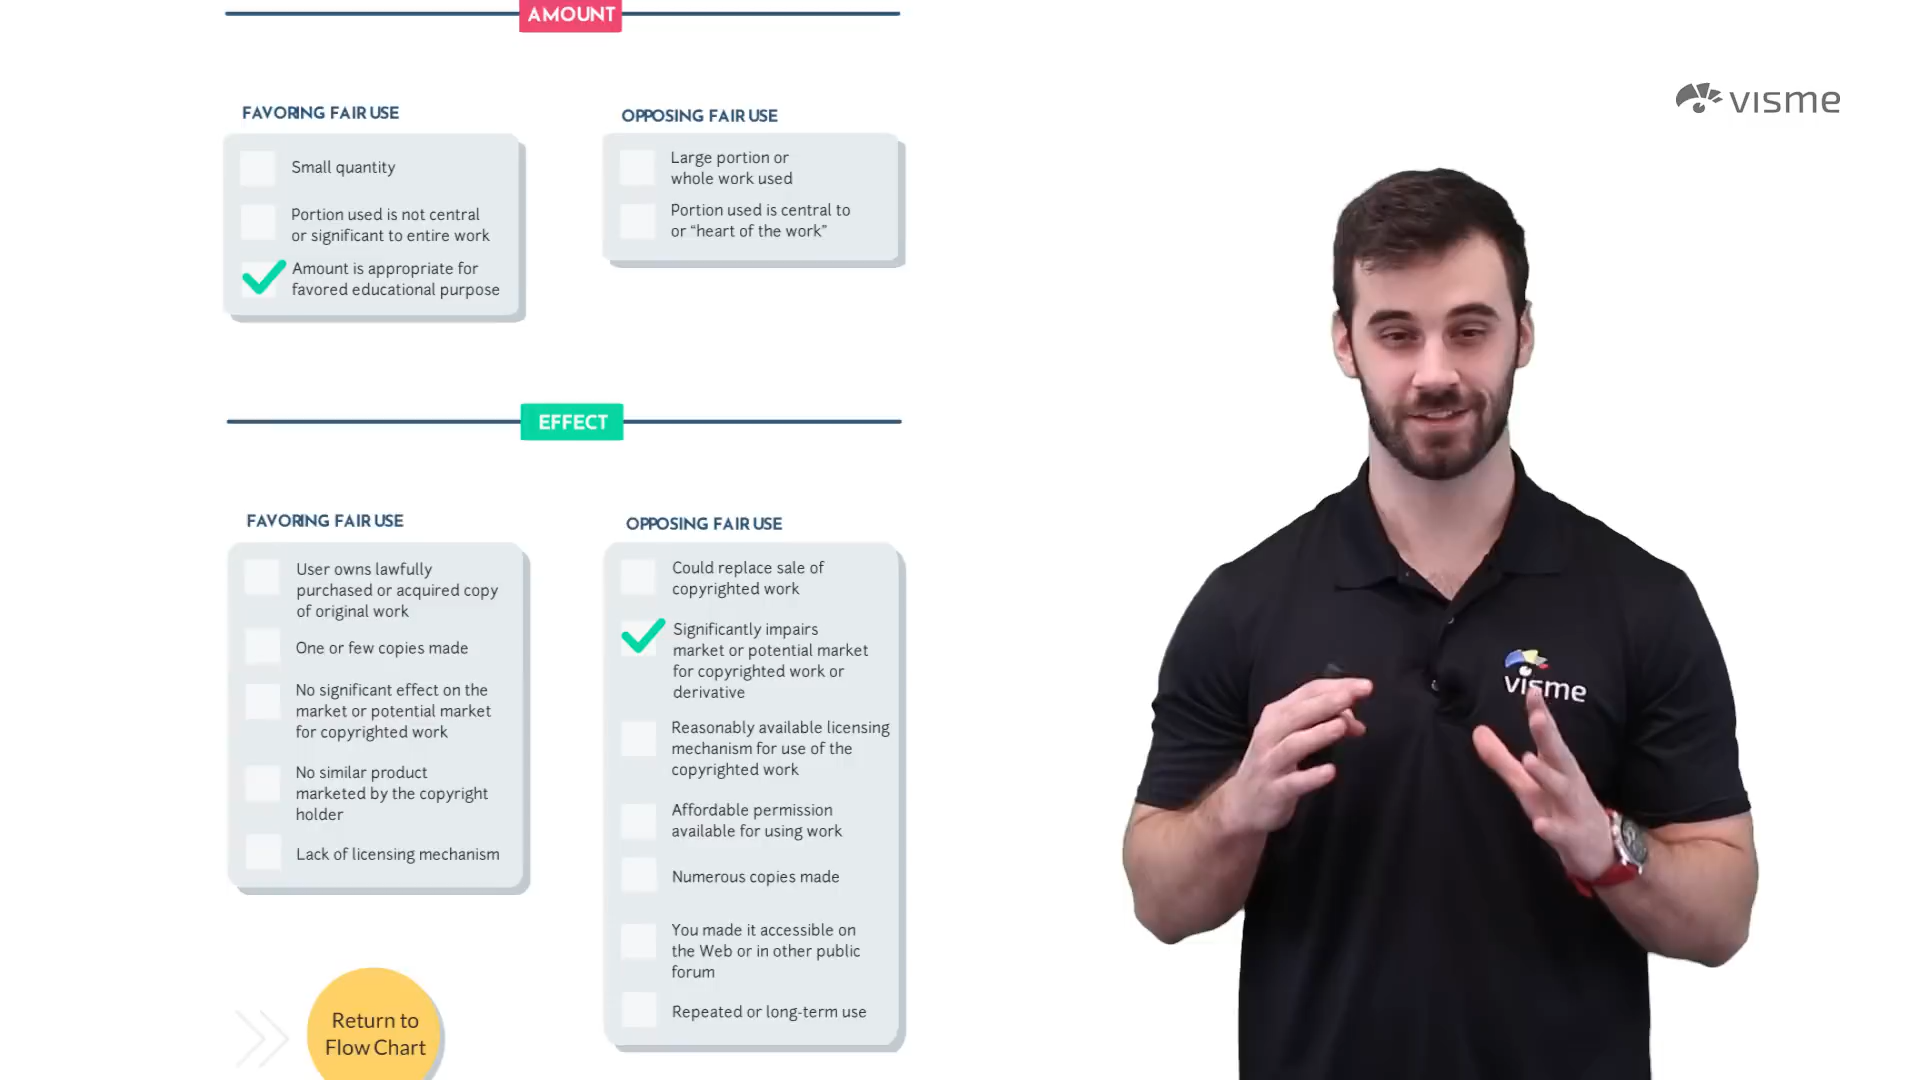 AMOUNT
FAVORING FAIR USE
Small quantity
Portion used is not central
or significant to entire work
Amount is appropriate for
favored educational purpose
OPPOSING FAIR USE
Large portion or
whole work used
Portion used is central to
or “heart of the work”
EFFECT
FAVORING FAIR USE
User owns lawfully
purchased or acquired copy
of original work
One or few copies made
No significant effect on the
market or potential market
for copyrighted work
No similar product
marketed by the copyright
holder
Lack of licensing mechanism
OPPOSING FAIR USE
Could replace sale of
copyrighted work
Significantly impairs
market or potential market
for copyrighted work or
derivative
Reasonably available licensing
mechanism for use of the
copyrighted work
Affordable permission
available for using work
Numerous copies made
You made it accessible on
the Web or in other public
forum
Repeated or long-term use
Return to
Flow Chart
visme
visme